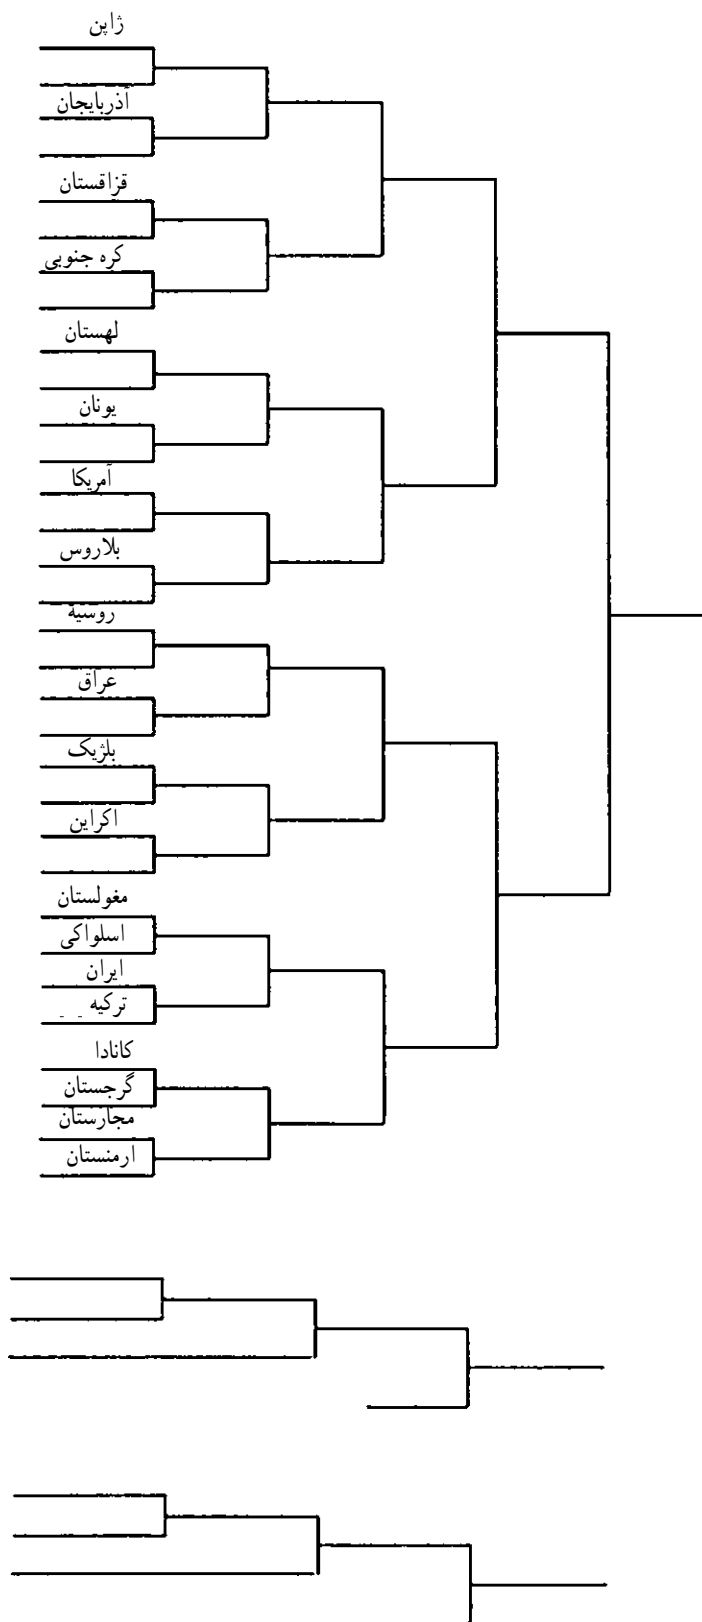 ژاپن
آذربایجان
قزاقستان
کره جنوبی
لهستان
یونان
آمریکا
بلاروس
روسیه
عراق
بلژیک
اکراین
مغولستان
اسلواکی
ایران
ترکیه
کانادا
گرجستان
مجارستان
ارمنستان